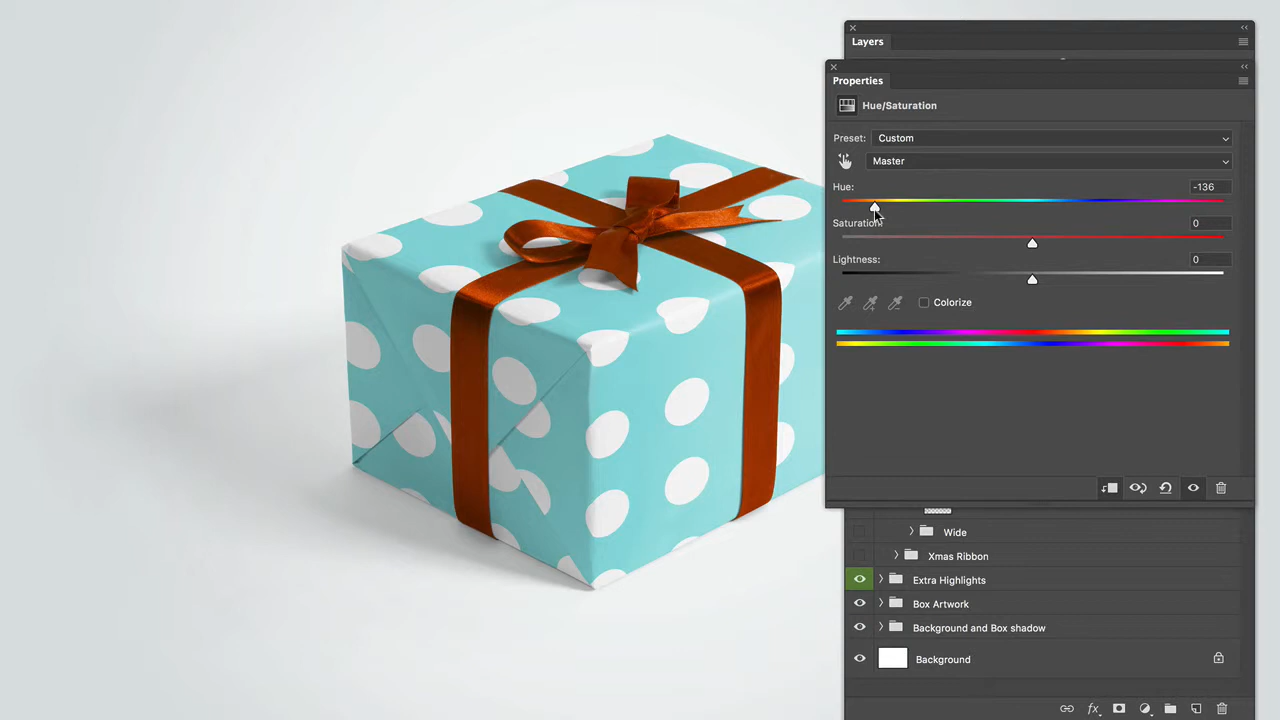 Layers
Properties
Hue/Saturation
Preset: Custom
Master
Hue: -136
Saturation: 0
Lightness: 0
Colorize
Wide
Xmas Ribbon
Extra Highlights
Box Artwork
Background and Box shadow
Background
fx